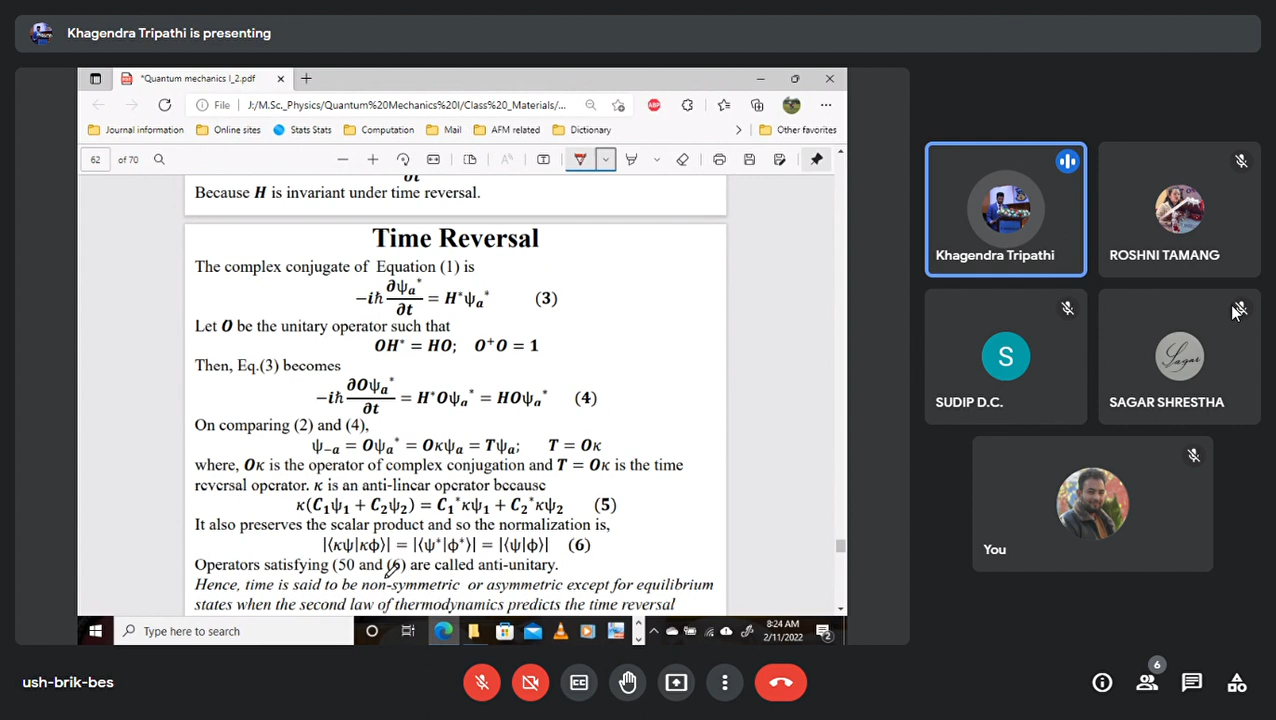 Khagendra Tripathi is presenting
*Quantum mechanics I_2.pdf
File J:/M.Sc._Physics/Quantum%20Mechanics%20I/Class%20_Materials/...
ABP
Journal information Online sites Stats Stats Computation Mail AFM related Dictionary Other favorites
62 of 70
∂t
Because H is invariant under time reversal.
Time Reversal
The complex conjugate of Equation (1) is
−iħ ∂ψₐ*/∂t = H*ψₐ* (3)
Let O be the unitary operator such that
OH* = HO; O⁺O = 1
Then, Eq.(3) becomes
−iħ ∂Oψₐ*/∂t = H*Oψₐ* = HOψₐ* (4)
On comparing (2) and (4),
ψ₋ₐ = Oψₐ* = Oκψₐ = Tψₐ; T = Oκ
where, Oκ is the operator of complex conjugation and T = Oκ is the time
reversal operator. κ is an anti-linear operator because
κ(C₁ψ₁ + C₂ψ₂) = C₁*κψ₁ + C₂*κψ₂ (5)
It also preserves the scalar product and so the normalization is,
|⟨κψ|κϕ⟩| = |⟨ψ*|ϕ*⟩| = |⟨ψ|ϕ⟩| (6)
Operators satisfying (50 and (6) are called anti-unitary.
Hence, time is said to be non-symmetric or asymmetric except for equilibrium
states when the second law of thermodynamics predicts the time reversal
Type here to search
8:24 AM
2/11/2022
2
Khagendra Tripathi
ROSHNI TAMANG
S
SUDIP D.C.
Sagar
SAGAR SHRESTHA
You
ush-brik-bes
6